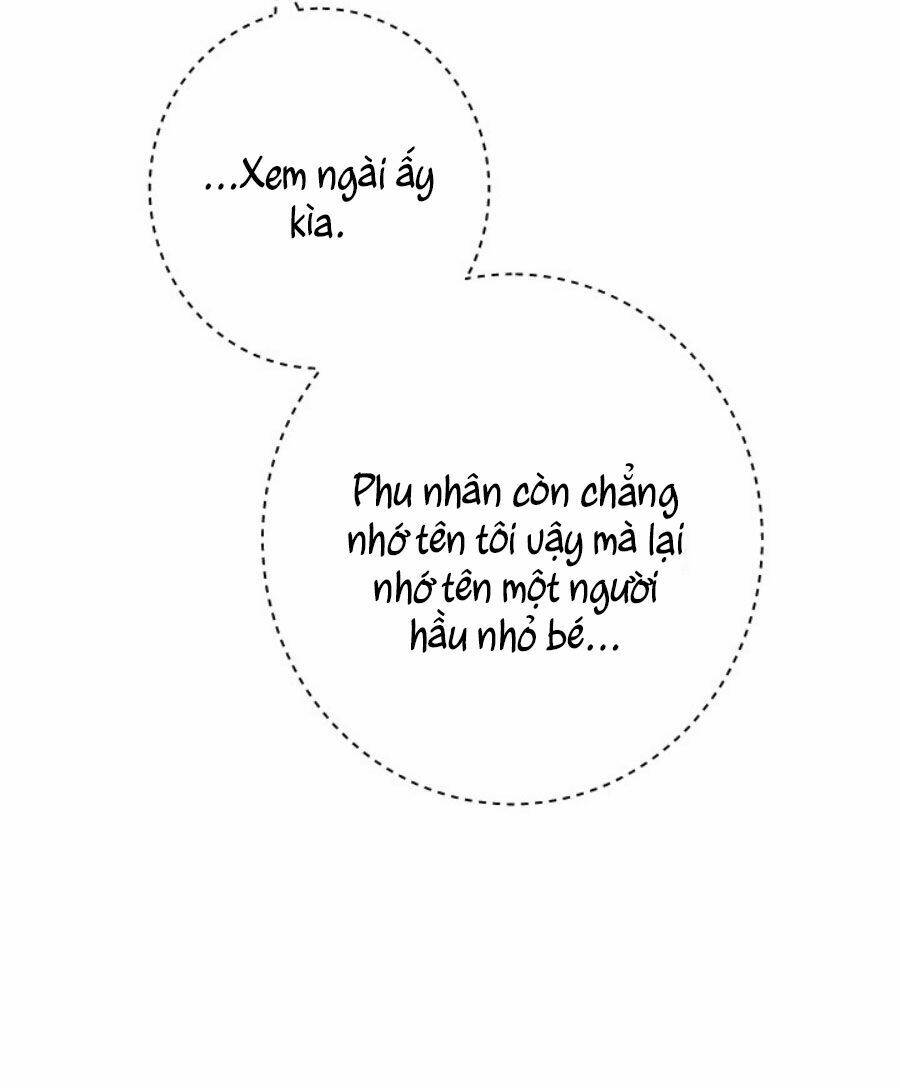 ...Xem ngài ấy
kìa.
Phu nhân còn chẳng
nhớ tên tôi vậy mà lại
nhớ tên một người
hầu nhỏ bé...